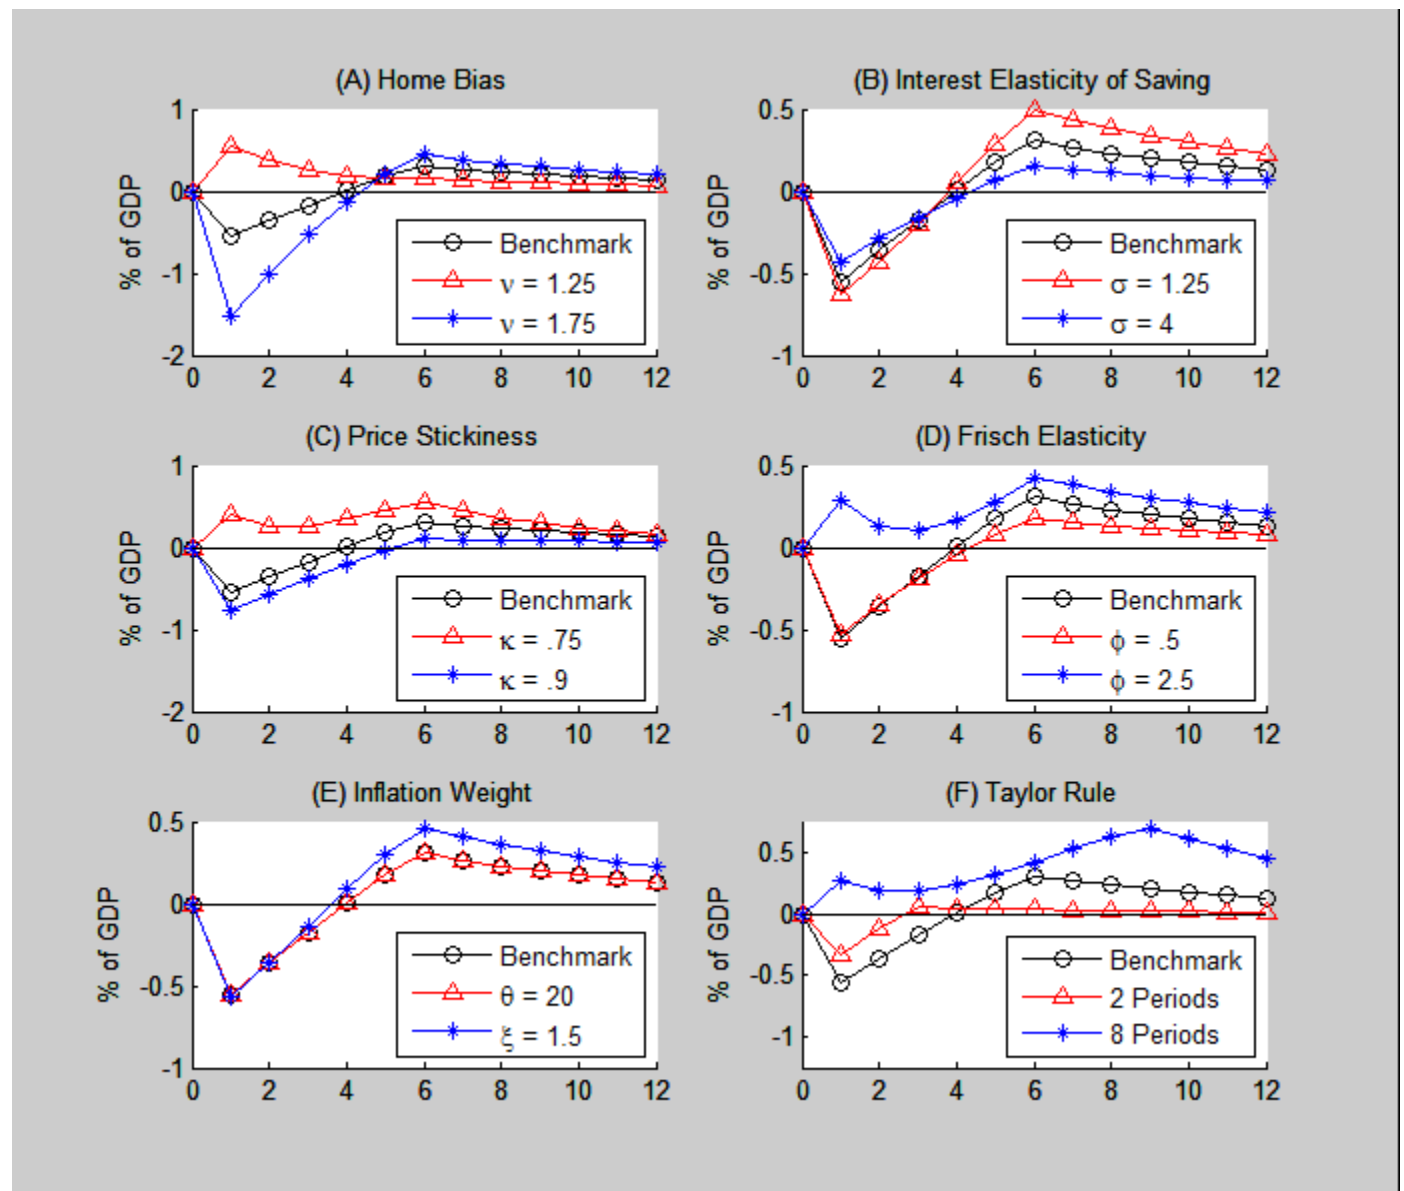 (A) Home Bias
1
0
-1
-2
% of GDP
0 2 4 6 8 10 12
Benchmark
ν = 1.25
ν = 1.75
(B) Interest Elasticity of Saving
0.5
0
-0.5
-1
% of GDP
0 2 4 6 8 10 12
Benchmark
σ = 1.25
σ = 4
(C) Price Stickiness
1
0
-1
-2
% of GDP
0 2 4 6 8 10 12
Benchmark
κ = .75
κ = .9
(D) Frisch Elasticity
0.5
0
-0.5
-1
% of GDP
0 2 4 6 8 10 12
Benchmark
ϕ = .5
ϕ = 2.5
(E) Inflation Weight
0.5
0
-0.5
-1
% of GDP
0 2 4 6 8 10 12
Benchmark
θ = 20
ξ = 1.5
(F) Taylor Rule
0.5
0
-0.5
-1
% of GDP
0 2 4 6 8 10 12
Benchmark
2 Periods
8 Periods